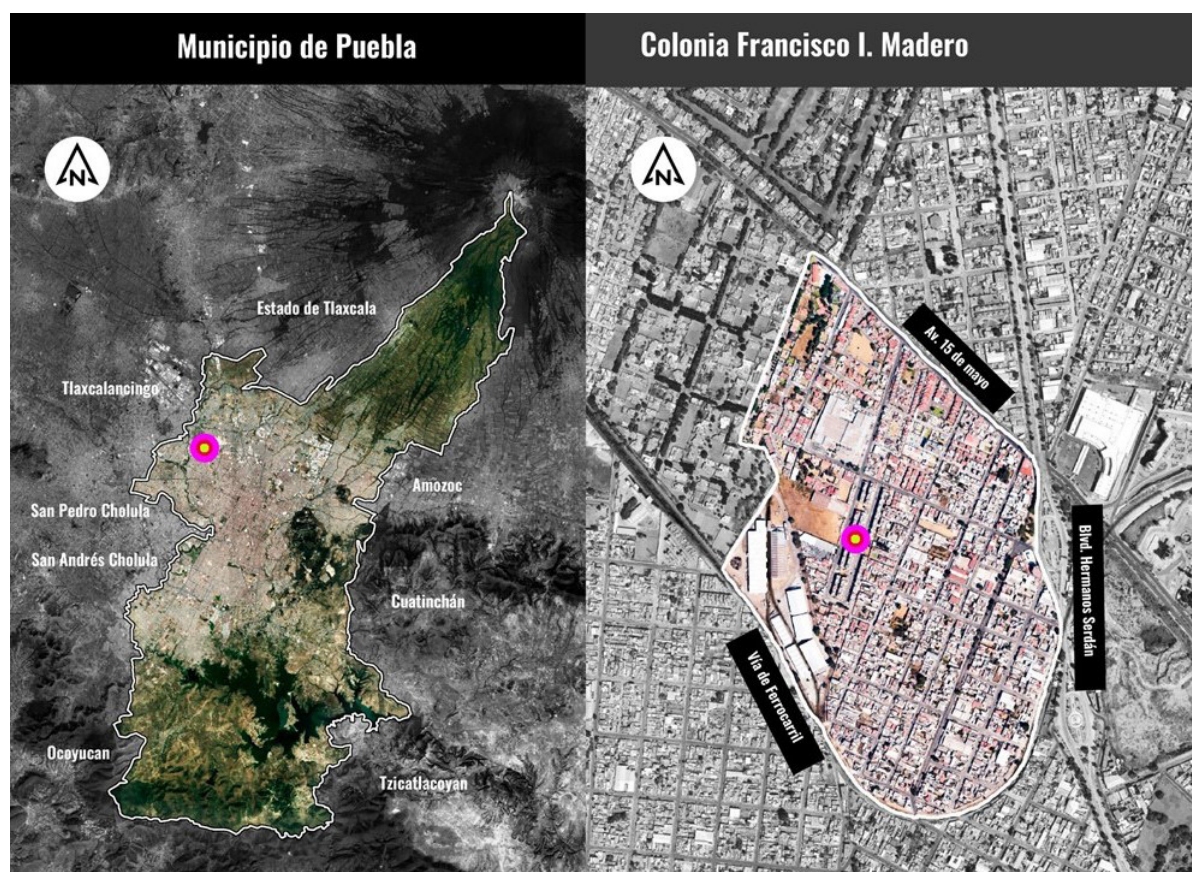 Municipio de Puebla
Colonia Francisco I. Madero
N
Estado de Tlaxcala
Tlaxcalancingo
San Pedro Cholula
Amozoc
San Andrés Cholula
Cuatinchán
Ocoyucan
Tzicatlacoyan
N
Av. 15 de mayo
Blvd. Hermanos Serdán
Vía de Ferrocarril